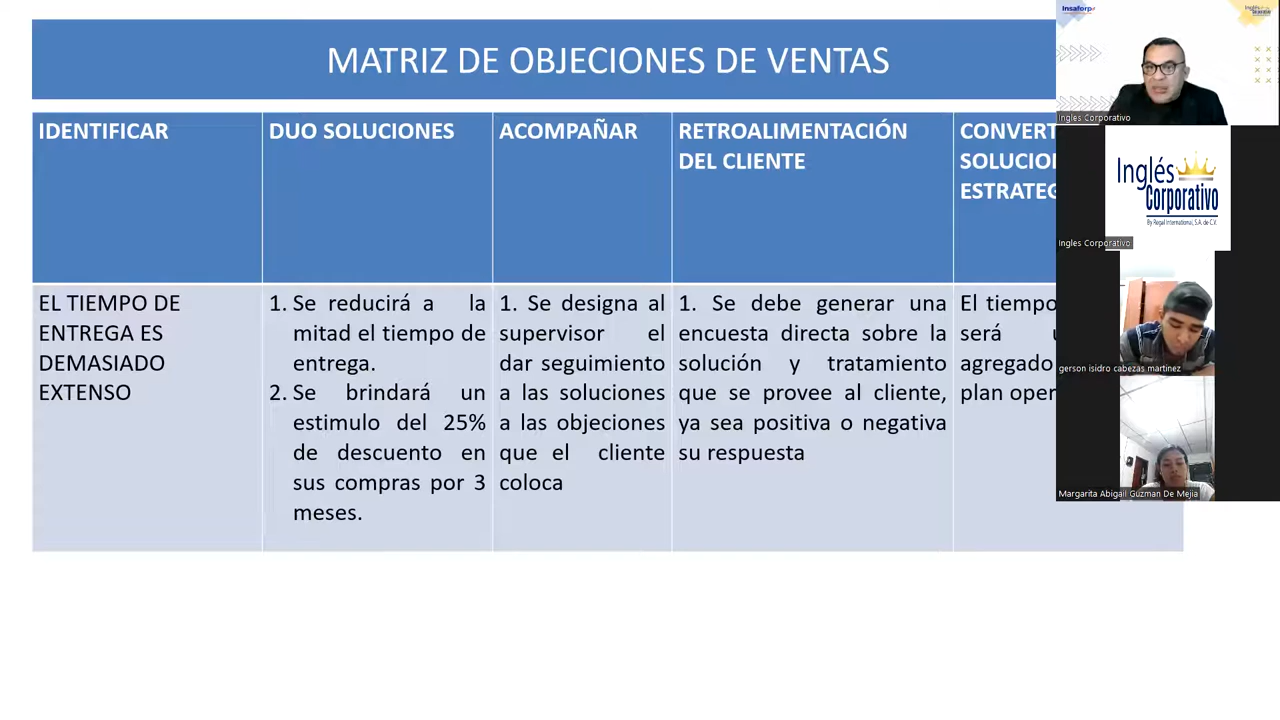 MATRIZ DE OBJECIONES DE VENTAS
IDENTIFICAR
DUO SOLUCIONES
ACOMPAÑAR
RETROALIMENTACIÓN
DEL CLIENTE
EL TIEMPO DE
ENTREGA ES
DEMASIADO
EXTENSO
1. Se reducirá a la
mitad el tiempo de
entrega.
2. Se brindará un
estimulo del 25%
de descuento en
sus compras por 3
meses.
1. Se designa al
supervisor el
dar seguimiento
a las soluciones
a las objeciones
que el cliente
coloca
1. Se debe generar una
encuesta directa sobre la
solución y tratamiento
que se provee al cliente,
ya sea positiva o negativa
su respuesta
El tiempo
será
agregado
plan
Insaforp
Ingles Corporativo
Inglés
Corporativo
By Regal International, S.A. de C.V.
Ingles Corporativo
gerson isidro cabezas martinez
Margarita Abigail Guzman De Mejia